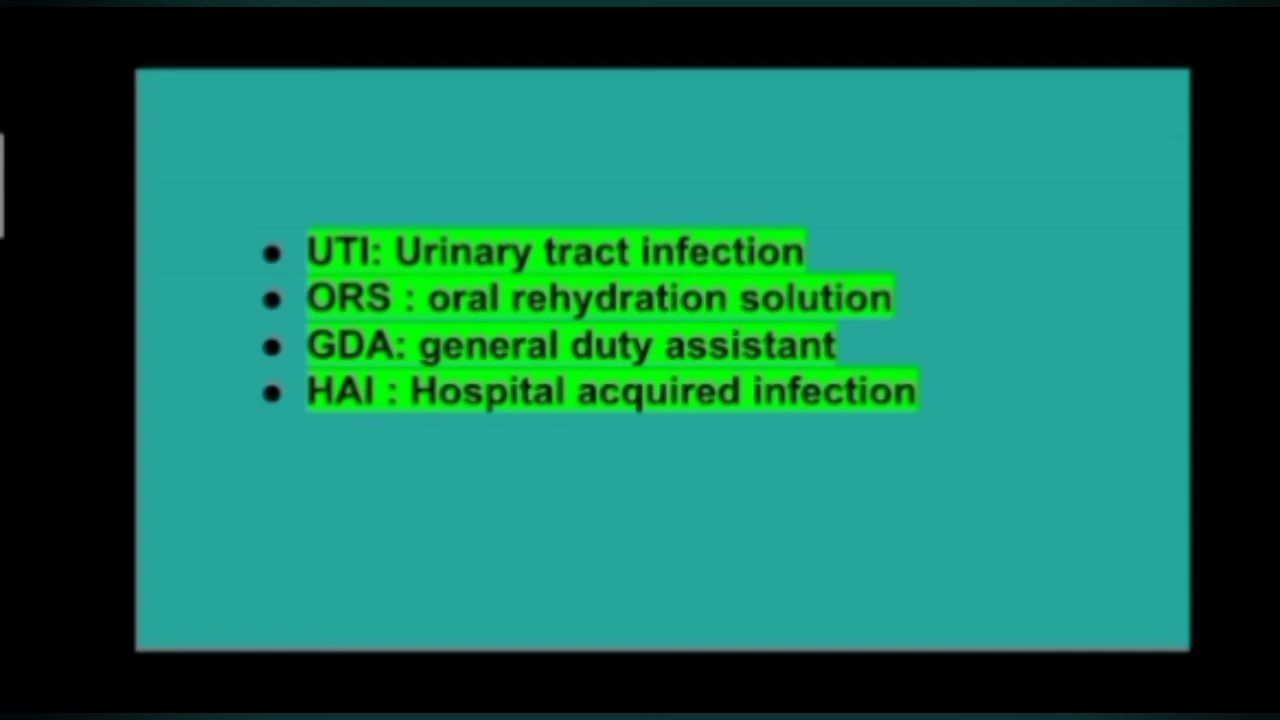 UTI: Urinary tract infection
ORS : oral rehydration solution
GDA: general duty assistant
HAI : Hospital acquired infection